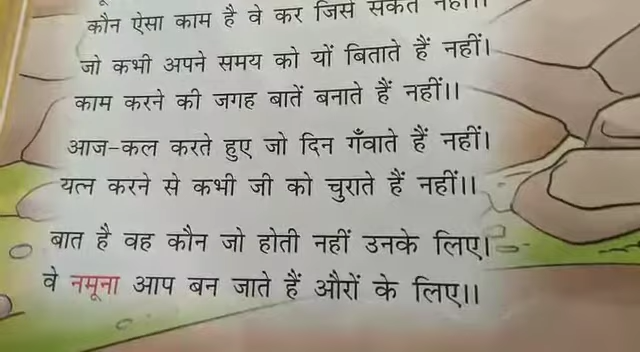 कौन ऐसा काम है वे कर जिसे सकते नहीं।।
जो कभी अपने समय को यों बिताते हैं नहीं।
काम करने की जगह बातें बनाते हैं नहीं।।
आज-कल करते हुए जो दिन गँवाते हैं नहीं।
यत्न करने से कभी जी को चुराते हैं नहीं।।
बात है वह कौन जो होती नहीं उनके लिए।
वे नमूना आप बन जाते हैं औरों के लिए।।